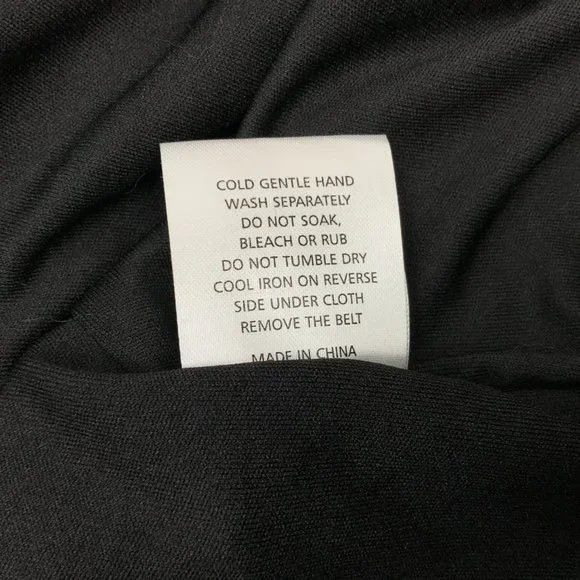 COLD GENTLE HAND
WASH SEPARATELY
DO NOT SOAK,
BLEACH OR RUB
DO NOT TUMBLE DRY
COOL IRON ON REVERSE
SIDE UNDER CLOTH
REMOVE THE BELT
MADE IN CHINA